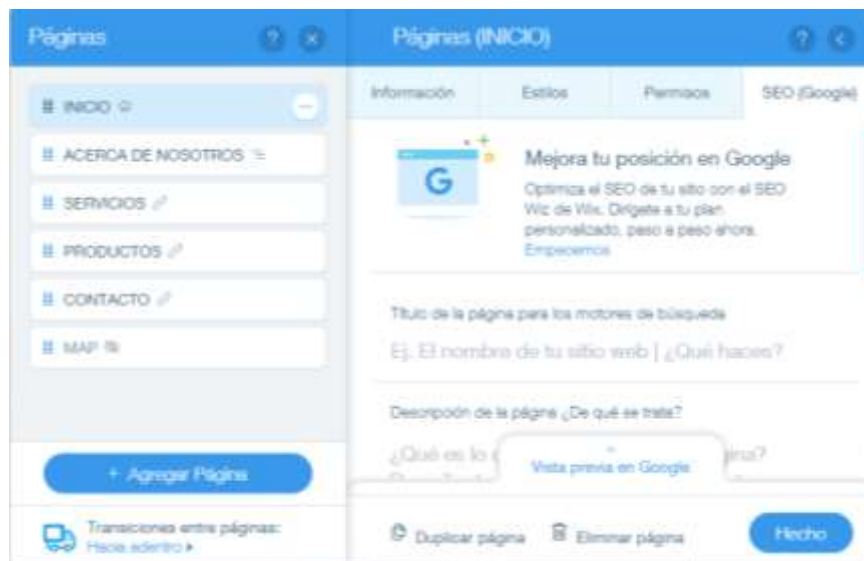 Páginas
?
INICIO
ACERCA DE NOSOTROS
SERVICIOS
PRODUCTOS
CONTACTO
MAP
+ Agregar Página
Transiciones entre páginas:
Hacia adentro
Páginas (INICIO)
?
Información Estilos Permisos SEO (Google)
G
Mejora tu posición en Google
Optimiza el SEO de tu sitio con el SEO
Wiz de Wix. Dirígete a tu plan
personalizado, paso a paso ahora.
Empecemos
Título de la página para los motores de búsqueda
Ej. El nombre de tu sitio web | ¿Qué haces?
Descripción de la página ¿De qué se trata?
¿Qué es lo
Vista previa en Google
Duplicar página Eliminar página Hecho